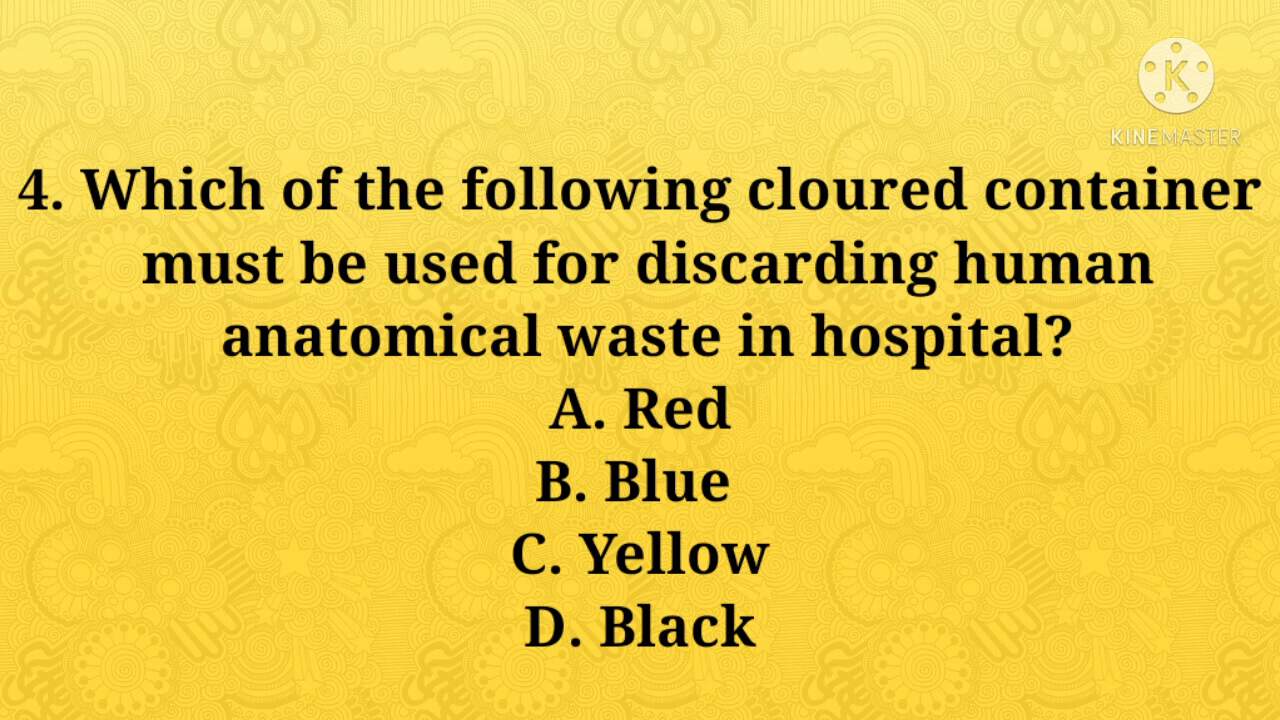 K
KINEMASTER
4. Which of the following cloured container
must be used for discarding human
anatomical waste in hospital?
A. Red
B. Blue
C. Yellow
D. Black